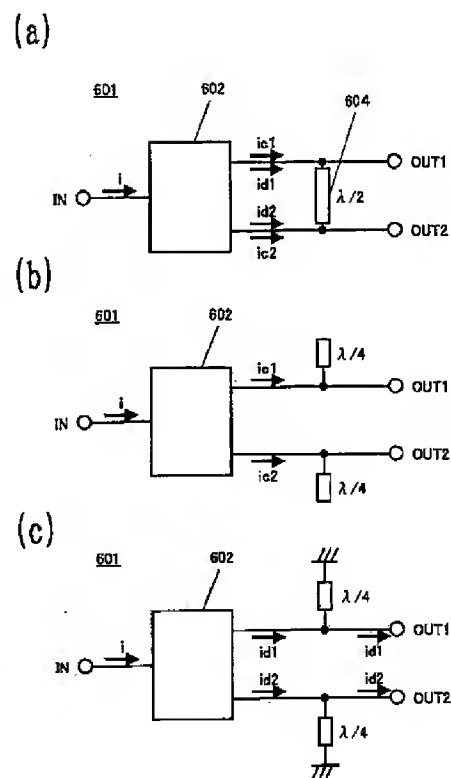 (a)
601
602
604
IN
i
ic1
id1
id2
ic2
λ/2
OUT1
OUT2
(b)
601
602
IN
i
ic1
ic2
λ/4
λ/4
OUT1
OUT2
(c)
601
602
IN
i
id1
id2
λ/4
id1
id2
λ/4
OUT1
OUT2